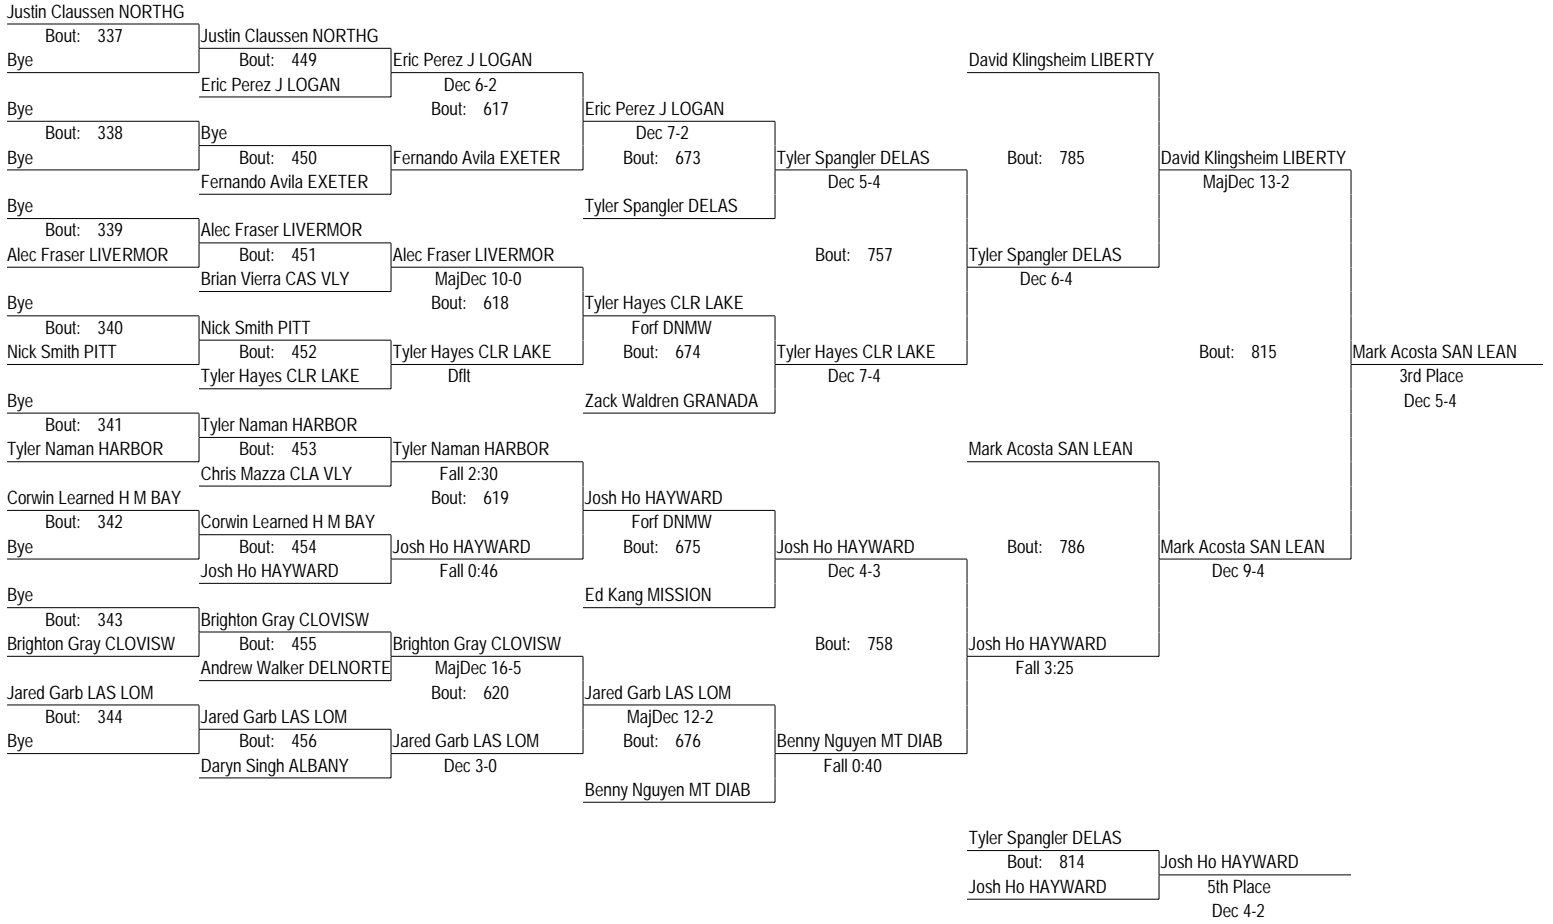 Justin Claussen NORTHG
Bout: 337
Bye
Bye
Bout: 338
Bye
Bye
Bout: 339
Alec Fraser LIVERMOR
Bye
Bout: 340
Nick Smith PITT
Bye
Bout: 341
Tyler Naman HARBOR
Corwin Learned H M BAY
Bout: 342
Bye
Bye
Bout: 343
Brighton Gray CLOVISW
Jared Garb LAS LOM
Bout: 344
Bye
Justin Claussen NORTHG
Bout: 449
Eric Perez J LOGAN
Bye
Bout: 450
Fernando Avila EXETER
Alec Fraser LIVERMOR
Bout: 451
Brian Vierra CAS VLY
Nick Smith PITT
Bout: 452
Tyler Hayes CLR LAKE
Tyler Naman HARBOR
Bout: 453
Chris Mazza CLA VLY
Corwin Learned H M BAY
Bout: 454
Josh Ho HAYWARD
Brighton Gray CLOVISW
Bout: 455
Andrew Walker DELNORTE
Jared Garb LAS LOM
Bout: 456
Daryn Singh ALBANY
Eric Perez J LOGAN
Dec 6-2
Bout: 617
Fernando Avila EXETER
Alec Fraser LIVERMOR
MajDec 10-0
Bout: 618
Tyler Hayes CLR LAKE
Dflt
Tyler Naman HARBOR
Fall 2:30
Bout: 619
Josh Ho HAYWARD
Fall 0:46
Brighton Gray CLOVISW
MajDec 16-5
Bout: 620
Jared Garb LAS LOM
Dec 3-0
Eric Perez J LOGAN
Dec 7-2
Bout: 673
Tyler Spangler DELAS
Tyler Hayes CLR LAKE
Forf DNMW
Bout: 674
Zack Waldren GRANADA
Josh Ho HAYWARD
Forf DNMW
Bout: 675
Ed Kang MISSION
Jared Garb LAS LOM
MajDec 12-2
Bout: 676
Benny Nguyen MT DIAB
Tyler Spangler DELAS
Dec 5-4
Bout: 757
Tyler Hayes CLR LAKE
Dec 7-4
Josh Ho HAYWARD
Dec 4-3
Bout: 758
Benny Nguyen MT DIAB
Fall 0:40
David Klingsheim LIBERTY
Bout: 785
Tyler Spangler DELAS
Dec 6-4
Mark Acosta SAN LEAN
Bout: 786
Josh Ho HAYWARD
Fall 3:25
David Klingsheim LIBERTY
MajDec 13-2
Bout: 815
Mark Acosta SAN LEAN
Dec 9-4
Mark Acosta SAN LEAN
3rd Place
Dec 5-4
Tyler Spangler DELAS
Bout: 814
Josh Ho HAYWARD
Josh Ho HAYWARD
5th Place
Dec 4-2